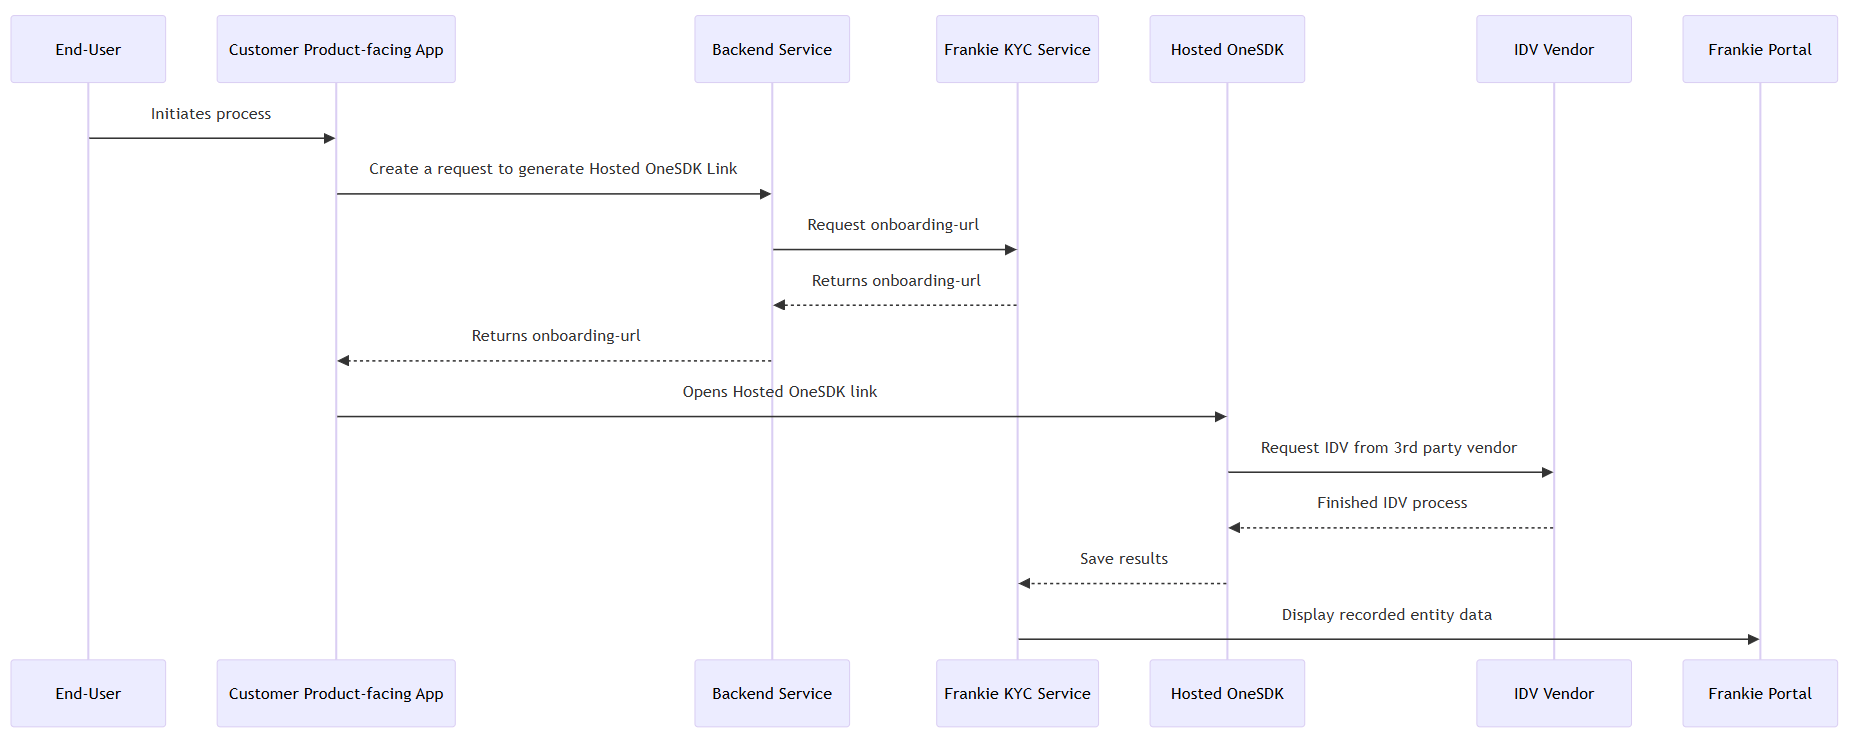 End-User
Customer Product-facing App
Backend Service
Frankie KYC Service
Hosted OneSDK
IDV Vendor
Frankie Portal
Initiates process
Create a request to generate Hosted OneSDK Link
Request onboarding-url
Returns onboarding-url
Returns onboarding-url
Opens Hosted OneSDK link
Request IDV from 3rd party vendor
Finished IDV process
Save results
Display recorded entity data
End-User
Customer Product-facing App
Backend Service
Frankie KYC Service
Hosted OneSDK
IDV Vendor
Frankie Portal